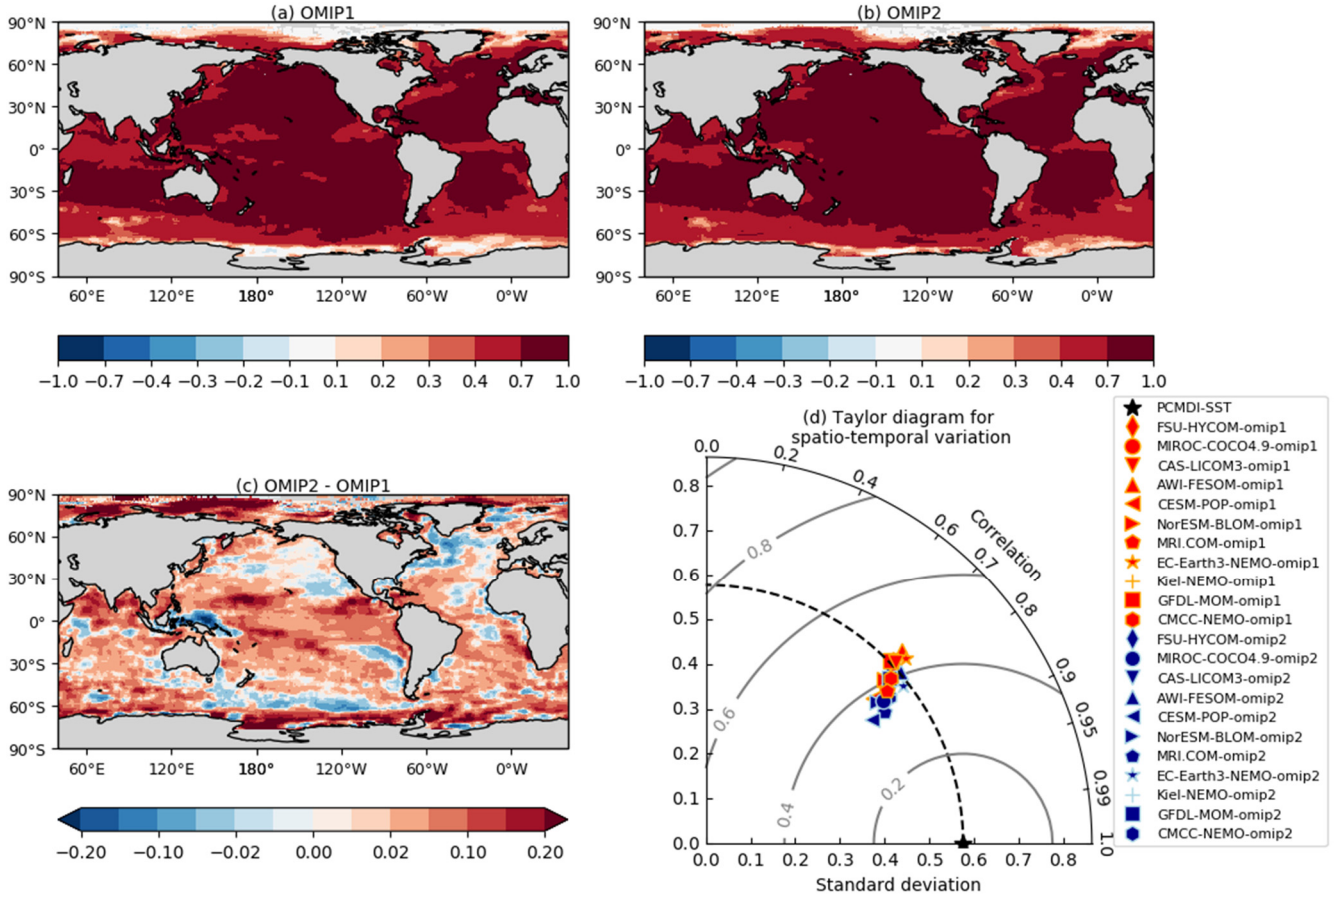 (a) OMIP1
90°N
60°N
30°N
0°
30°S
60°S
90°S
60°E 120°E 180° 120°W 60°W 0°W
−1.0 −0.7 −0.4 −0.3 −0.2 −0.1 0.1 0.2 0.3 0.4 0.7 1.0
(b) OMIP2
90°N
60°N
30°N
0°
30°S
60°S
90°S
60°E 120°E 180° 120°W 60°W 0°W
−1.0 −0.7 −0.4 −0.3 −0.2 −0.1 0.1 0.2 0.3 0.4 0.7 1.0
(c) OMIP2 - OMIP1
90°N
60°N
30°N
0°
30°S
60°S
90°S
60°E 120°E 180° 120°W 60°W 0°W
−0.20 −0.10 −0.02 0.00 0.02 0.10 0.20
(d) Taylor diagram for
spatio-temporal variation
0.0 0.2 0.4 0.6 0.7 0.8 0.9 0.95 0.99 1.0
Correlation
0.8
0.7
0.6
0.5
0.4
0.3
0.2
0.1
0.0
0.8
0.6
0.4
0.2
0.0 0.1 0.2 0.3 0.4 0.5 0.6 0.7 0.8
Standard deviation
PCMDI-SST
FSU-HYCOM-omip1
MIROC-COCO4.9-omip1
CAS-LICOM3-omip1
AWI-FESOM-omip1
CESM-POP-omip1
NorESM-BLOM-omip1
MRI.COM-omip1
EC-Earth3-NEMO-omip1
Kiel-NEMO-omip1
GFDL-MOM-omip1
CMCC-NEMO-omip1
FSU-HYCOM-omip2
MIROC-COCO4.9-omip2
CAS-LICOM3-omip2
AWI-FESOM-omip2
CESM-POP-omip2
NorESM-BLOM-omip2
MRI.COM-omip2
EC-Earth3-NEMO-omip2
Kiel-NEMO-omip2
GFDL-MOM-omip2
CMCC-NEMO-omip2